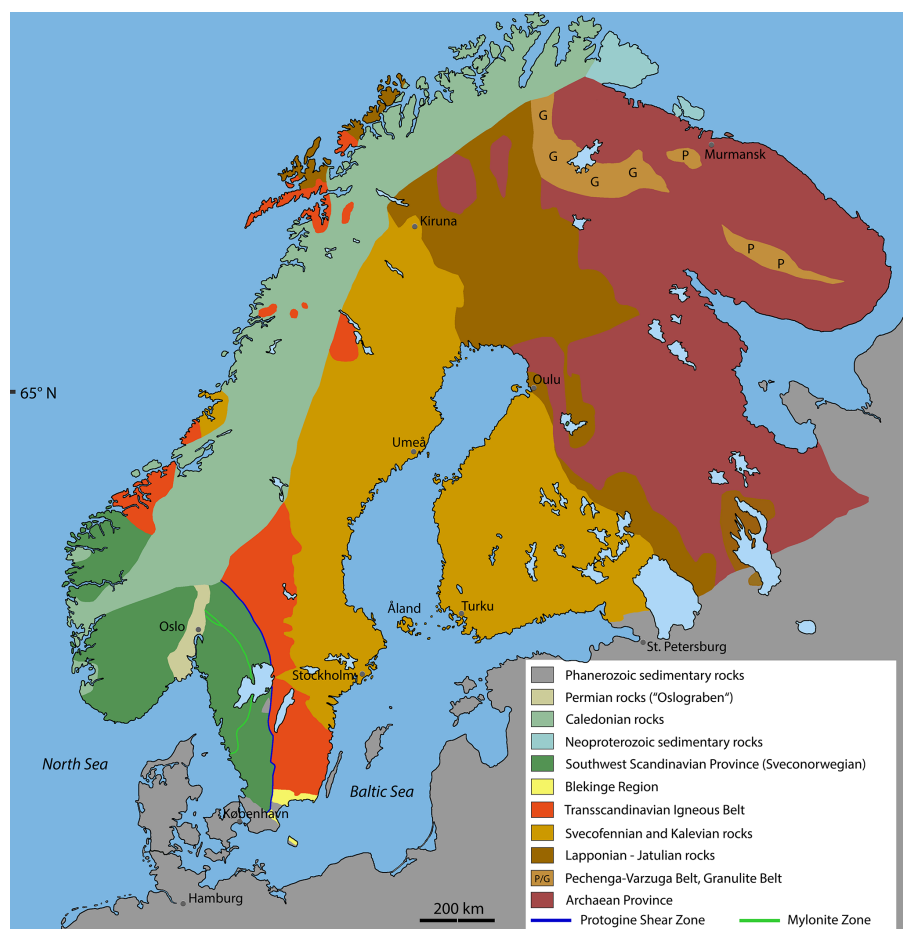 G
G
G
G
P
Murmansk
Kiruna
P
P
Oulu
65° N
Umeå
Oslo
Åland
Turku
St. Petersburg
Stockholm
North Sea
Baltic Sea
København
Hamburg
200 km
Phanerozoic sedimentary rocks
Permian rocks (“Oslograben“)
Caledonian rocks
Neoproterozoic sedimentary rocks
Southwest Scandinavian Province (Sveconorwegian)
Blekinge Region
Transscandinavian Igneous Belt
Svecofennian and Kalevian rocks
Lapponian - Jatulian rocks
P/G Pechenga-Varzuga Belt, Granulite Belt
Archaean Province
Protogine Shear Zone Mylonite Zone